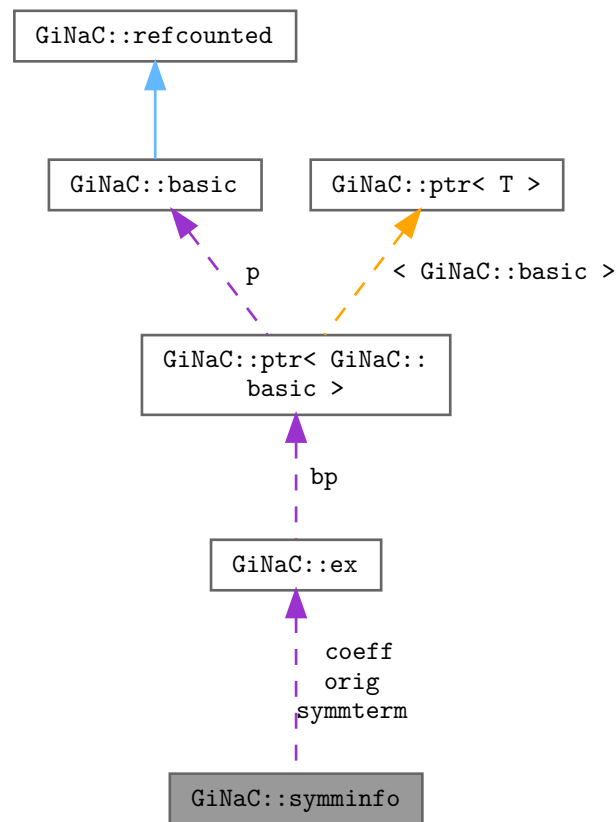 GiNaC::refcounted
GiNaC::basic
GiNaC::ptr< T >
p
< GiNaC::basic >
GiNaC::ptr< GiNaC::
basic >
bp
GiNaC::ex
coeff
orig
symmterm
GiNaC::symminfo